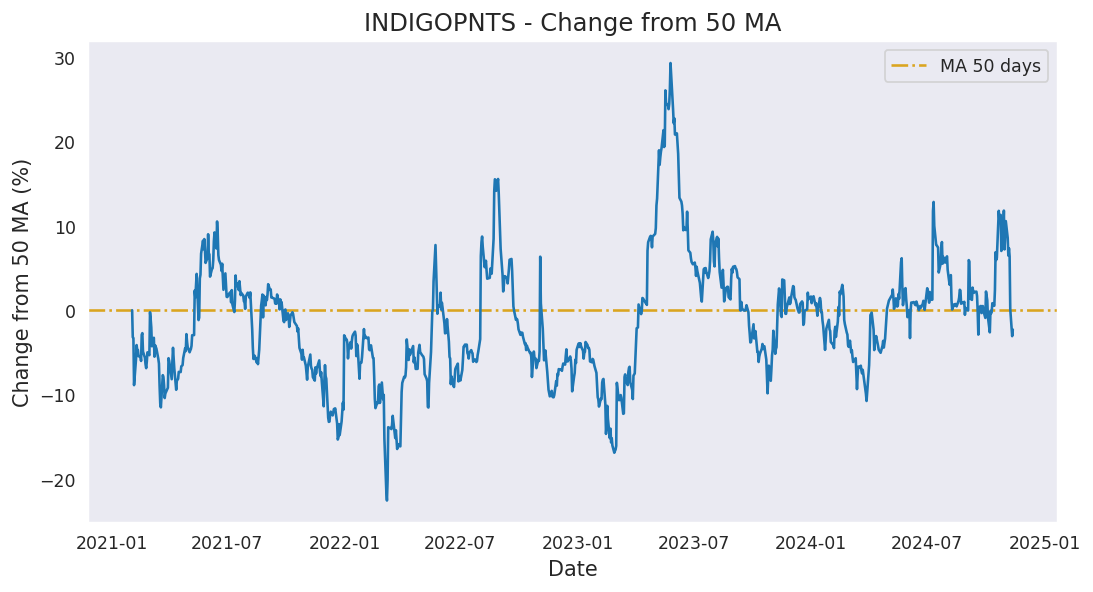 INDIGOPNTS - Change from 50 MA
MA 50 days
Change from 50 MA (%)
30
20
10
0
−10
−20
2021-01 2021-07 2022-01 2022-07 2023-01 2023-07 2024-01 2024-07 2025-01
Date